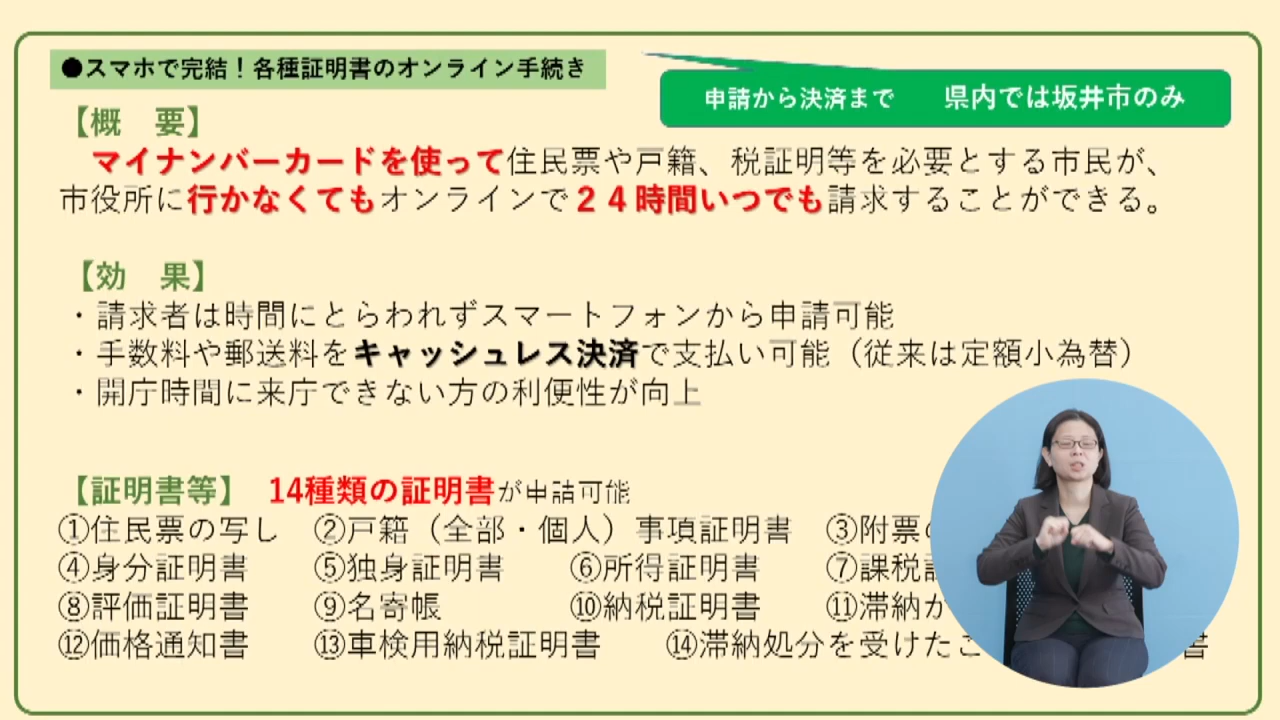 ●スマホで完結！各種証明書のオンライン手続き
申請から決済まで　県内では坂井市のみ
【概　要】
マイナンバーカードを使って住民票や戸籍、税証明等を必要とする市民が、
市役所に行かなくてもオンラインで２４時間いつでも請求することができる。
【効　果】
・請求者は時間にとらわれずスマートフォンから申請可能
・手数料や郵送料をキャッシュレス決済で支払い可能（従来は定額小為替）
・開庁時間に来庁できない方の利便性が向上
【証明書等】　14種類の証明書が申請可能
①住民票の写し　②戸籍（全部・個人）事項証明書　③附票
④身分証明書　⑤独身証明書　⑥所得証明書　⑦課税
⑧評価証明書　⑨名寄帳　⑩納税証明書　⑪滞納が
⑫価格通知書　⑬車検用納税証明書　⑭滞納処分を受けたこ　書